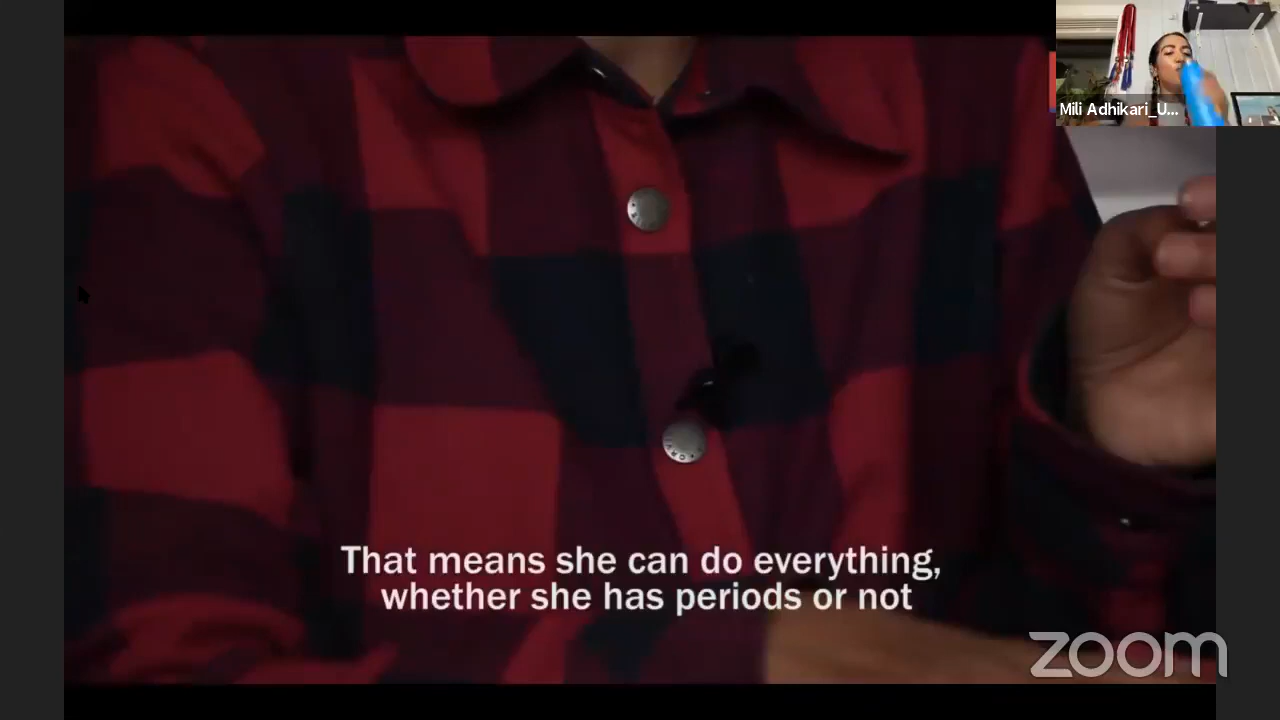 Mili Adhikari_U...
That means she can do everything,
whether she has periods or not
zoom